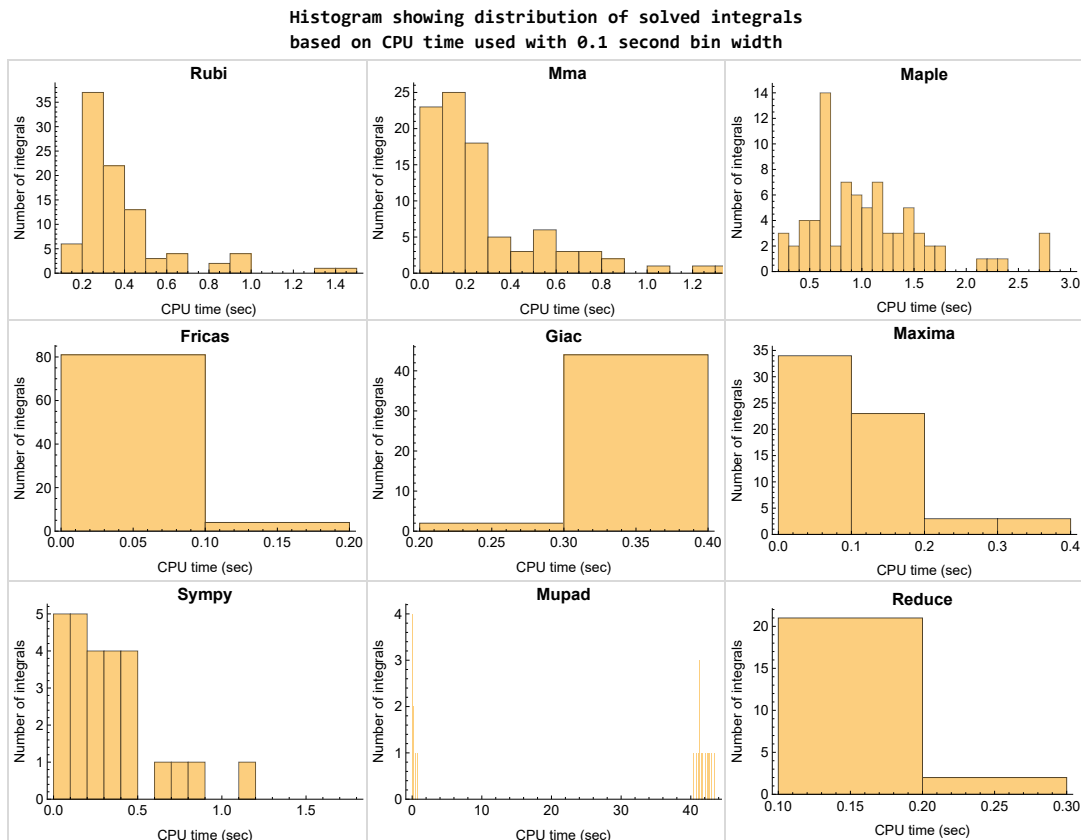 Histogram showing distribution of solved integrals
based on CPU time used with 0.1 second bin width
Rubi
Number of integrals
35
30
25
20
15
10
5
0
0.2 0.4 0.6 0.8 1.0 1.2 1.4
CPU time (sec)
Mma
Number of integrals
25
20
15
10
5
0
0.0 0.2 0.4 0.6 0.8 1.0 1.2
CPU time (sec)
Maple
Number of integrals
14
12
10
8
6
4
2
0
0.5 1.0 1.5 2.0 2.5 3.0
CPU time (sec)
Fricas
Number of integrals
80
60
40
20
0
0.00 0.05 0.10 0.15 0.20
CPU time (sec)
Giac
Number of integrals
40
30
20
10
0
0.20 0.25 0.30 0.35 0.40
CPU time (sec)
Maxima
Number of integrals
35
30
25
20
15
10
5
0
0.0 0.1 0.2 0.3 0.4
CPU time (sec)
Sympy
Number of integrals
5
4
3
2
1
0
0.0 0.5 1.0 1.5
CPU time (sec)
Mupad
Number of integrals
4
3
2
1
0
0 10 20 30 40
CPU time (sec)
Reduce
Number of integrals
20
15
10
5
0
0.10 0.15 0.20 0.25 0.30
CPU time (sec)